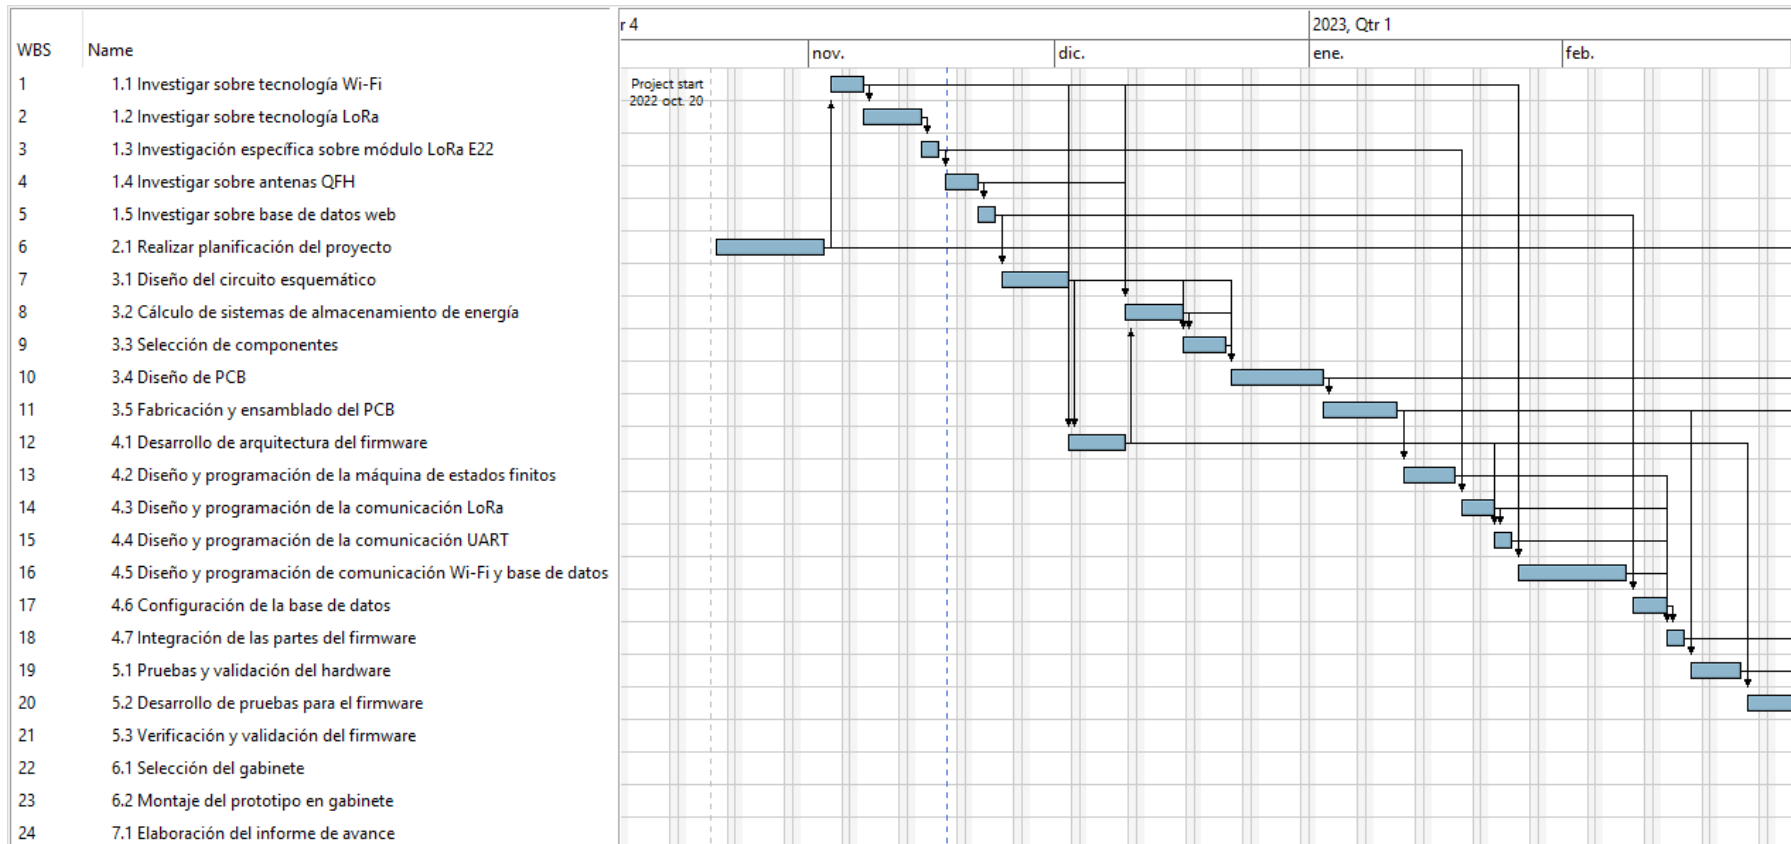 r 4
2023, Qtr 1
WBS Name
nov. dic. ene. feb.
Project start
2022 oct. 20
1 1.1 Investigar sobre tecnología Wi-Fi
2 1.2 Investigar sobre tecnología LoRa
3 1.3 Investigación específica sobre módulo LoRa E22
4 1.4 Investigar sobre antenas QFH
5 1.5 Investigar sobre base de datos web
6 2.1 Realizar planificación del proyecto
7 3.1 Diseño del circuito esquemático
8 3.2 Cálculo de sistemas de almacenamiento de energía
9 3.3 Selección de componentes
10 3.4 Diseño de PCB
11 3.5 Fabricación y ensamblado del PCB
12 4.1 Desarrollo de arquitectura del firmware
13 4.2 Diseño y programación de la máquina de estados finitos
14 4.3 Diseño y programación de la comunicación LoRa
15 4.4 Diseño y programación de la comunicación UART
16 4.5 Diseño y programación de comunicación Wi-Fi y base de datos
17 4.6 Configuración de la base de datos
18 4.7 Integración de las partes del firmware
19 5.1 Pruebas y validación del hardware
20 5.2 Desarrollo de pruebas para el firmware
21 5.3 Verificación y validación del firmware
22 6.1 Selección del gabinete
23 6.2 Montaje del prototipo en gabinete
24 7.1 Elaboración del informe de avance